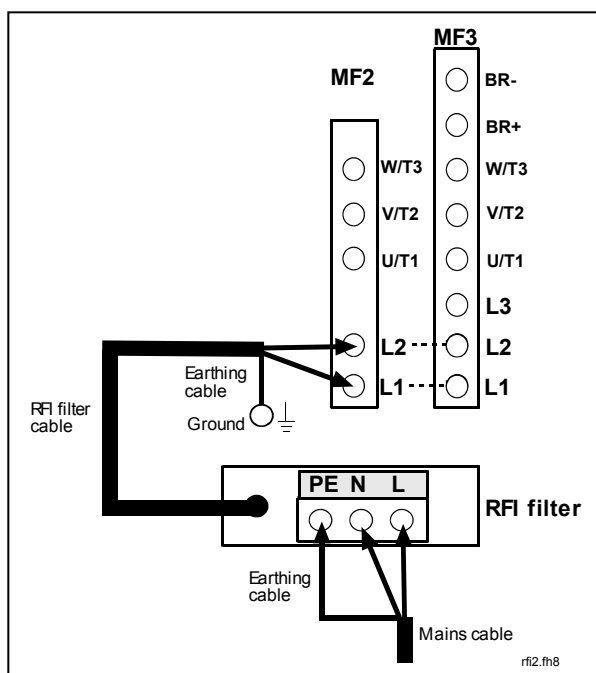 MF3
MF2
BR-
BR+
W/T3
W/T3
V/T2
V/T2
U/T1
U/T1
L3
L2
L2
L1
L1
Earthing
cable
RFI filter
cable
Ground
PE N L
RFI filter
Earthing
cable
Mains cable
rfi2.fh8